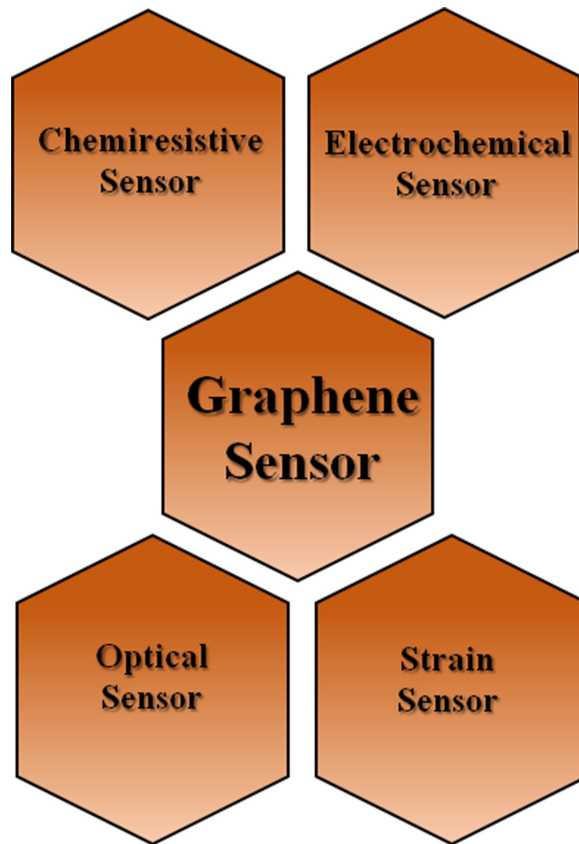 Chemiresistive
Sensor
Electrochemical
Sensor
Graphene
Sensor
Optical
Sensor
Strain
Sensor